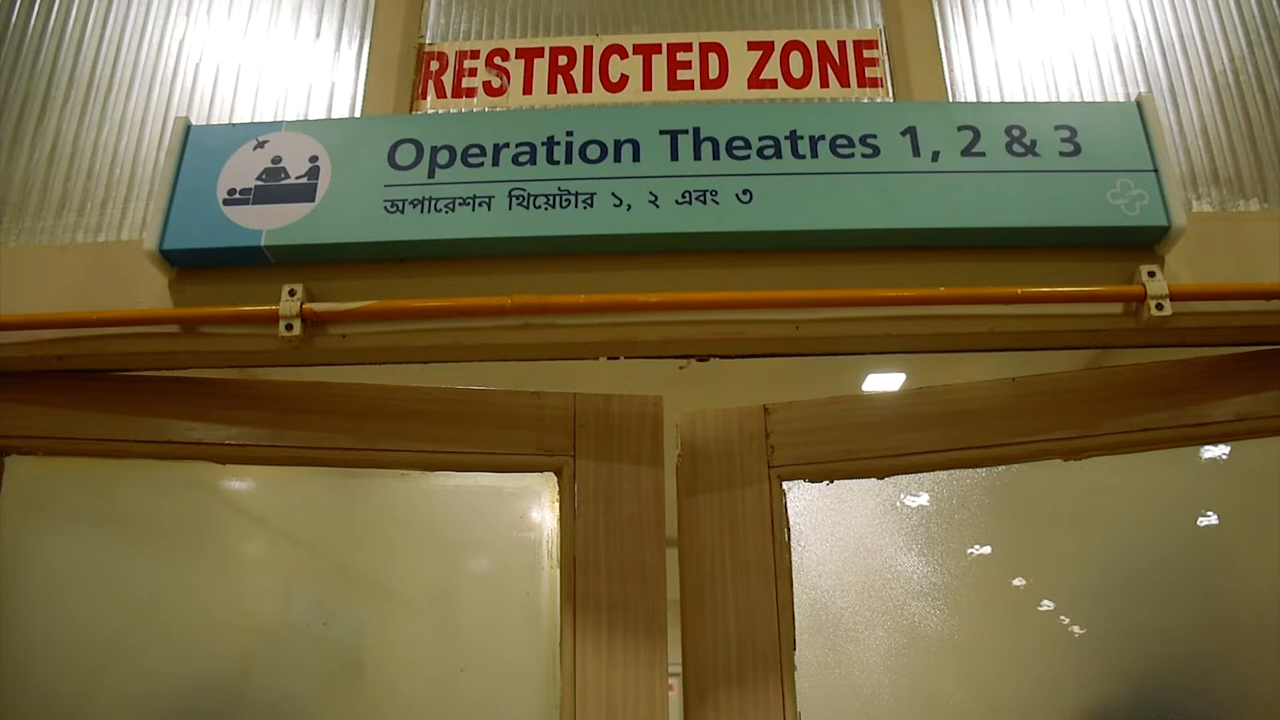 RESTRICTED ZONE
Operation Theatres 1, 2 & 3
অপারেশন থিয়েটার ১, ২ এবং ৩